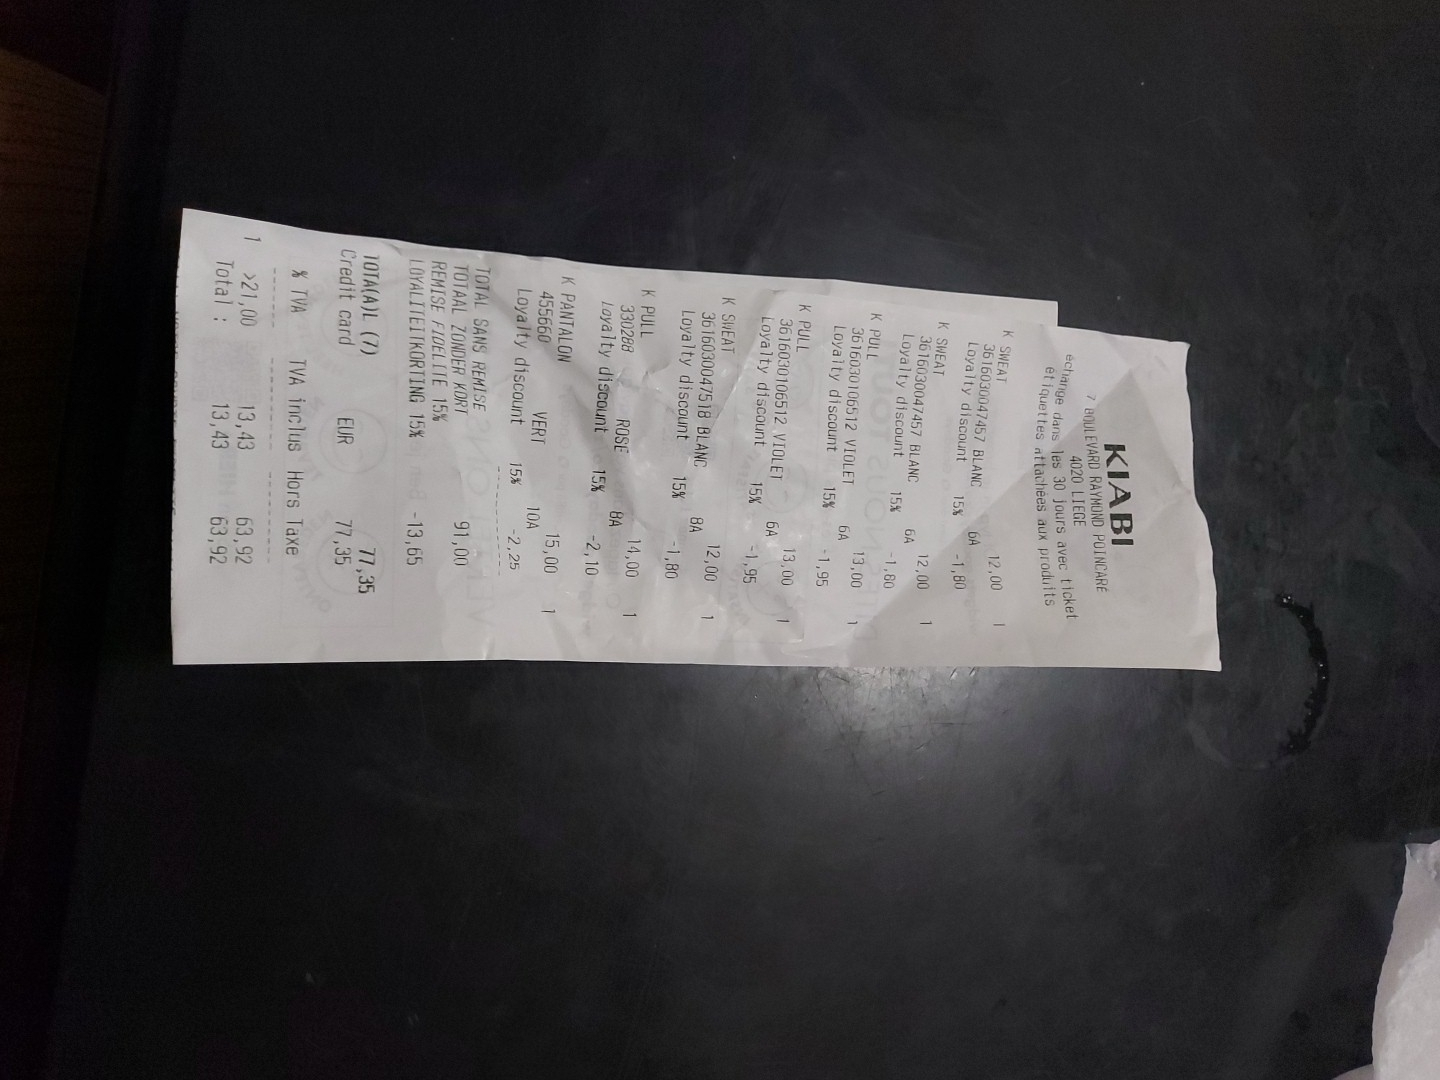 KIABI
7 BOULEVARD RAYMOND POINCARE
4020 LIEGE
échange dans les 30 jours avec ticket
étiquettes attachées aux produits
K SWEAT
3616030047457 BLANC 6A 12,00 1
Loyalty discount 15% -1,80
K SWEAT
3616030047457 BLANC 6A 12,00 1
Loyalty discount 15% -1,80
K PULL
3616030106512 VIOLET 6A 13,00 1
Loyalty discount 15% -1,95
K PULL
3616030106512 VIOLET 6A 13,00 1
Loyalty discount 15% -1,95
K SWEAT
3616030047518 BLANC 8A 12,00 1
Loyalty discount 15% -1,80
K PULL
330288 ROSE 8A 14,00 1
Loyalty discount 15% -2,10
K PANTALON
455660 VERT 10A 15,00 1
Loyalty discount 15% -2,25
TOTAL SANS REMISE
TOTAAL ZONDER KORT 91,00
REMISE FIDELITE 15%
LOYALITEITKORTING 15% -13,65
TOTA(A)L (7) 77,35
Credit card EUR 77,35
% TVA TVA inclus Hors Taxe
1 >21,00 13,43 63,92
Total : 13,43 63,92